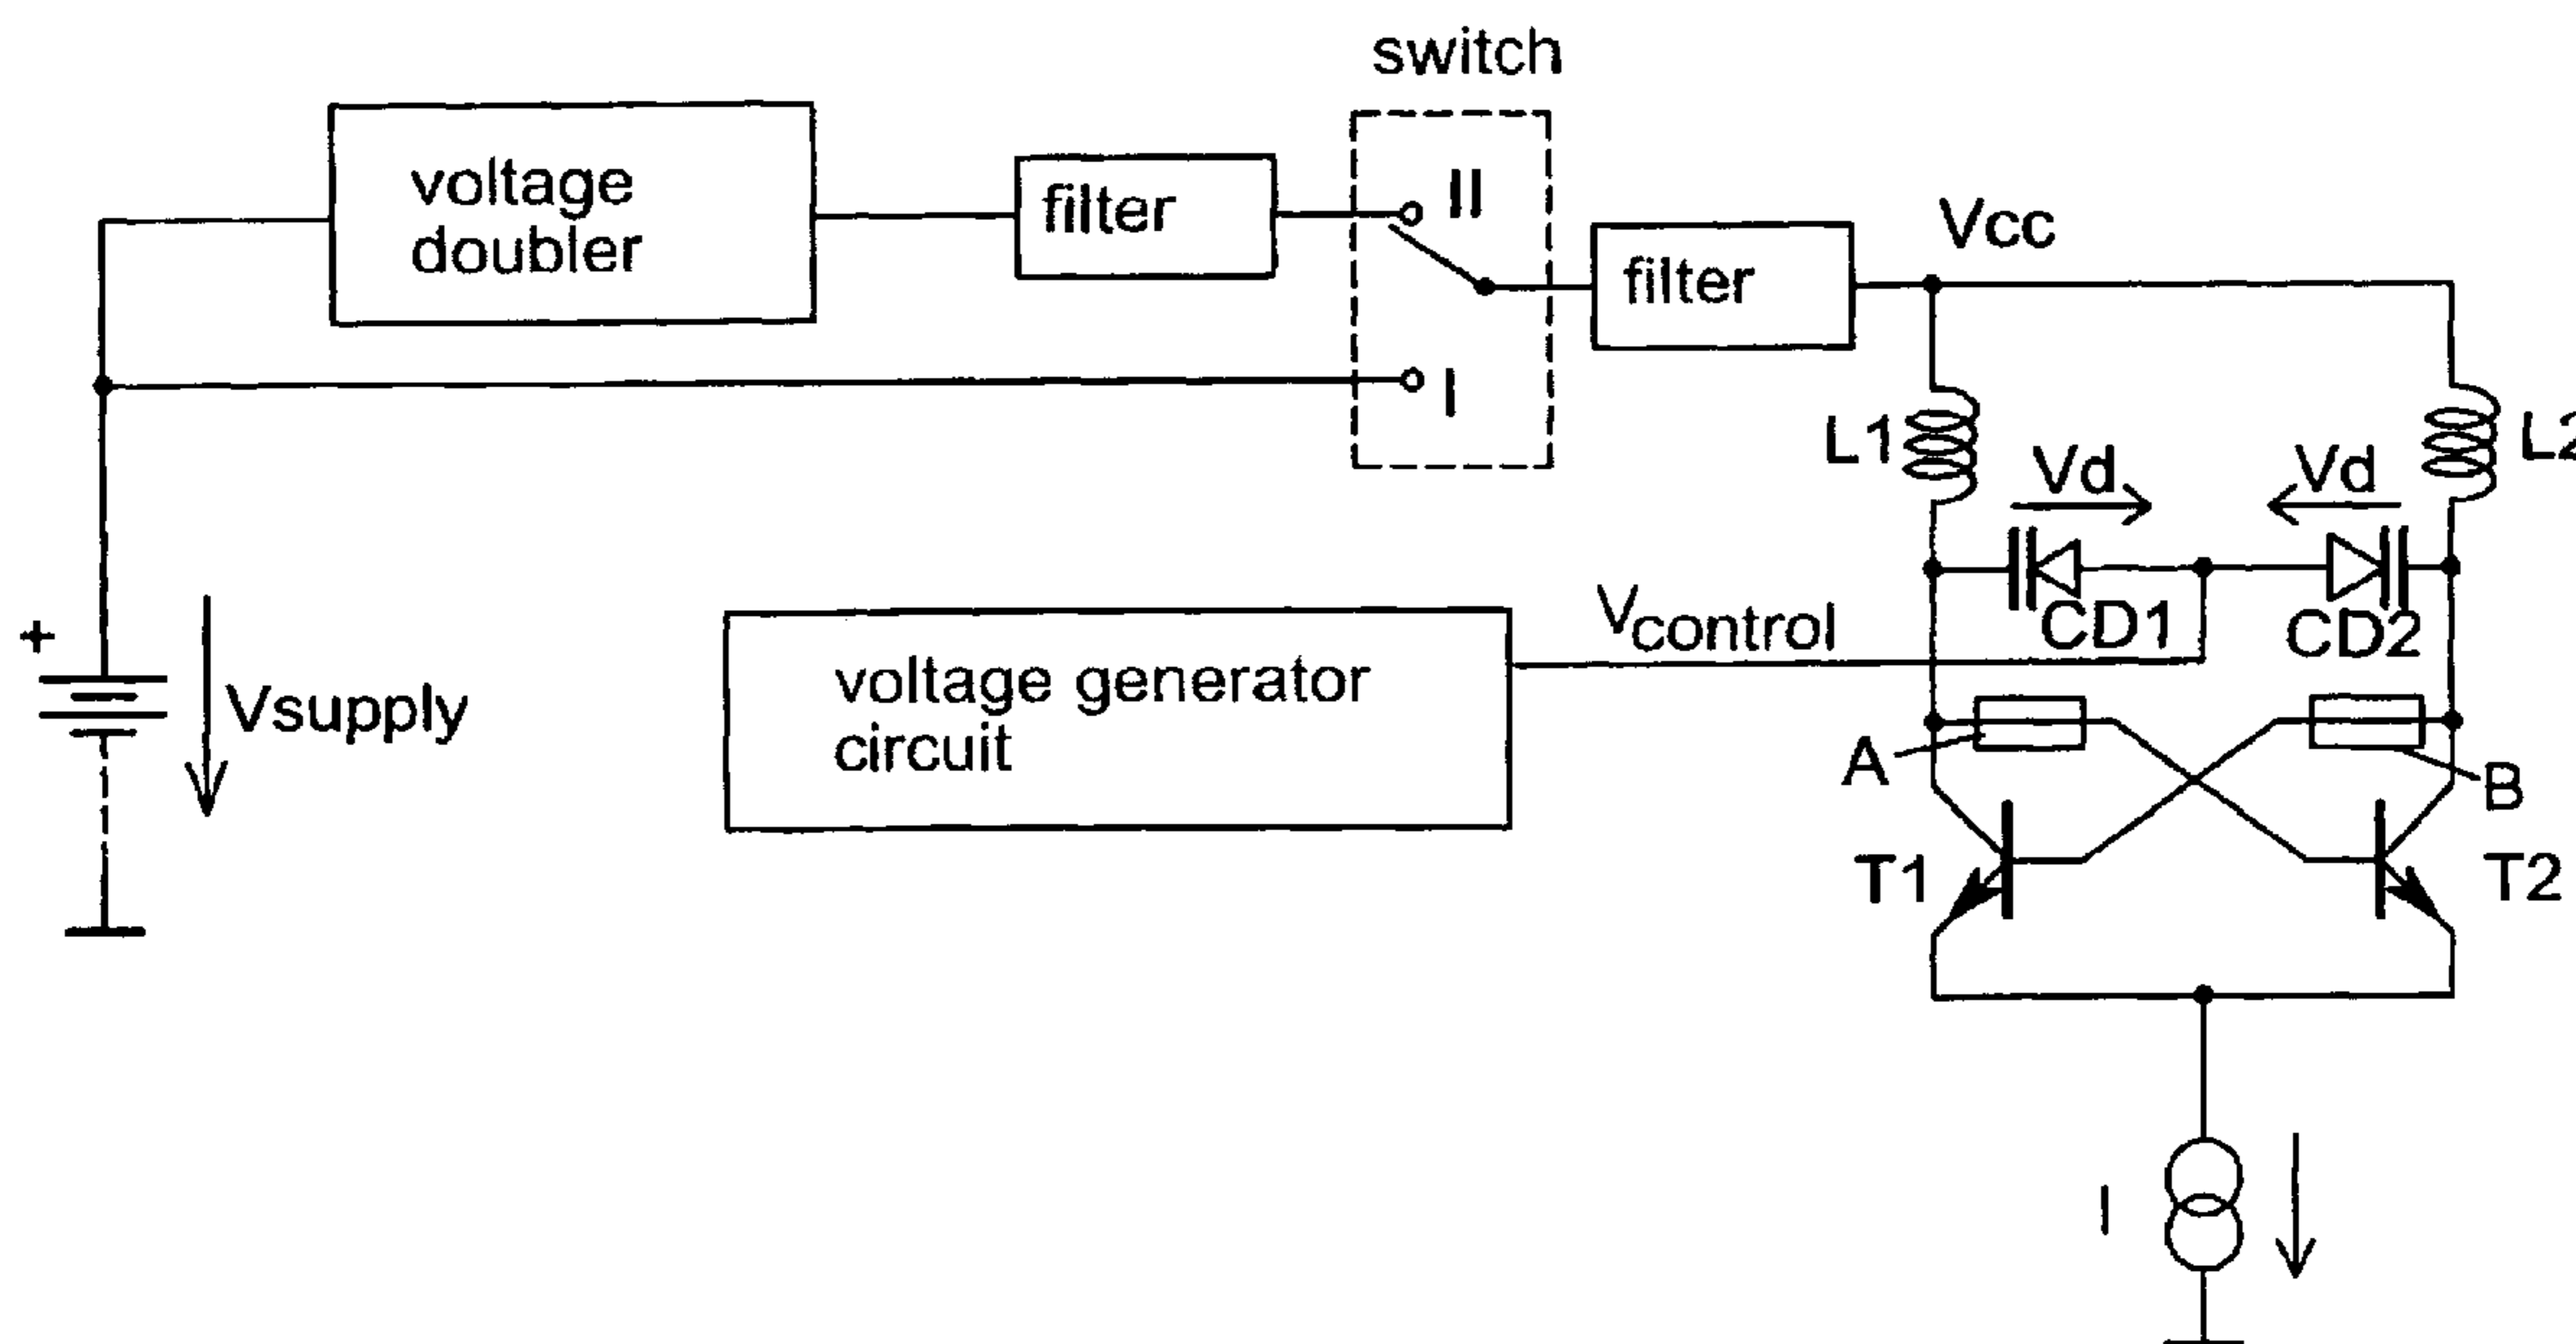 switch
voltage
doubler
filter
II
filter
Vcc
I
L1
L2
Vd
Vd
Vcontrol
CD1
CD2
+
Vsupply
voltage generator
circuit
A
B
T1
T2
I